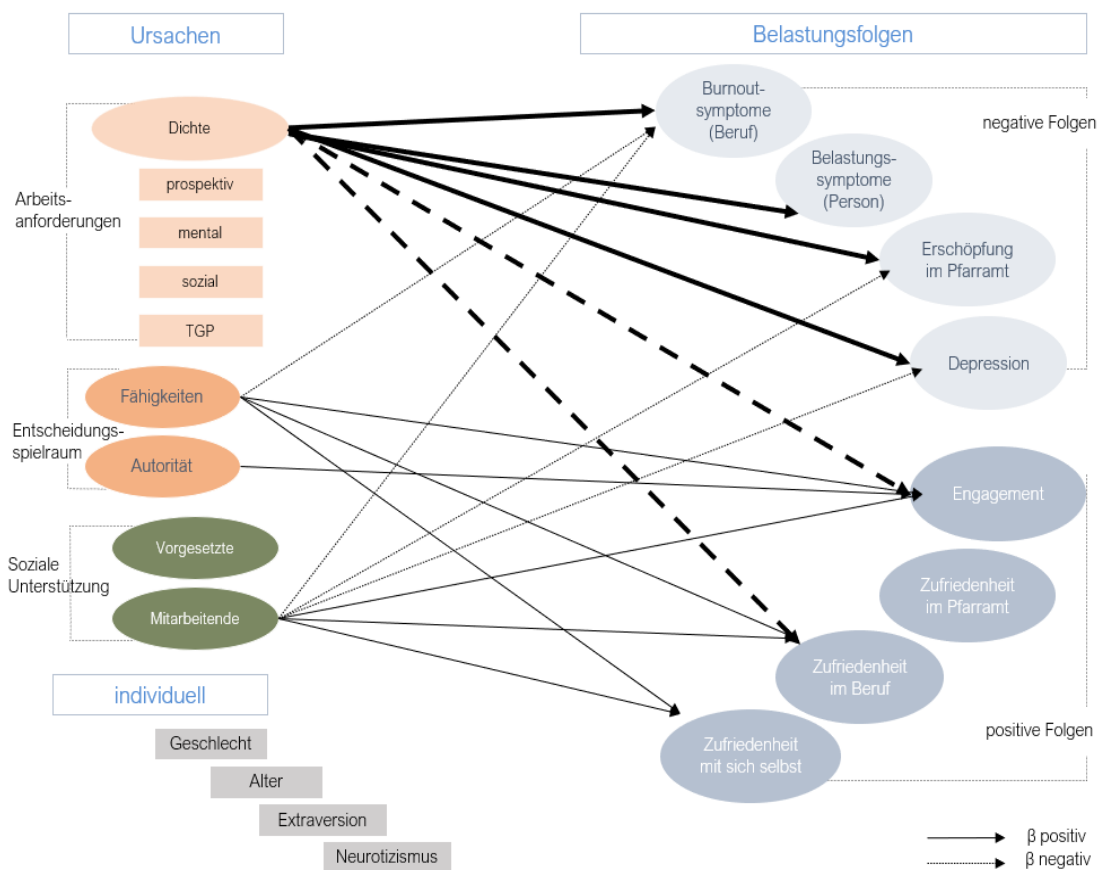 Ursachen
Belastungsfolgen
Arbeits-
anforderungen
Dichte
prospektiv
mental
sozial
TGP
Entscheidungs-
spielraum
Fähigkeiten
Autorität
Soziale
Unterstützung
Vorgesetzte
Mitarbeitende
individuell
Geschlecht
Alter
Extraversion
Neurotizismus
Burnout-
symptome
(Beruf)
negative Folgen
Belastungs-
symptome
(Person)
Erschöpfung
im Pfarramt
Depression
Engagement
Zufriedenheit
im Pfarramt
Zufriedenheit
im Beruf
Zufriedenheit
mit sich selbst
positive Folgen
β positiv
β negativ